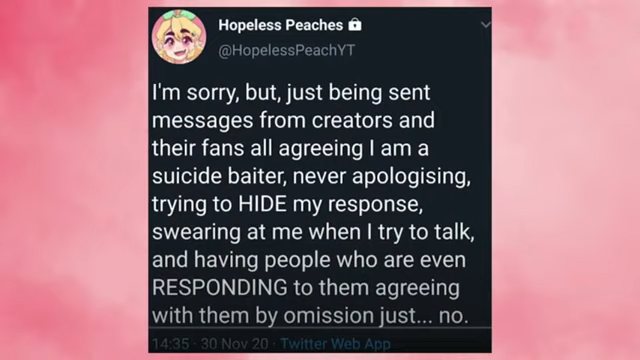 Hopeless Peaches
@HopelessPeachYT
I'm sorry, but, just being sent
messages from creators and
their fans all agreeing I am a
suicide baiter, never apologising,
trying to HIDE my response,
swearing at me when I try to talk,
and having people who are even
RESPONDING to them agreeing
with them by omission just... no.
14:35 · 30 Nov 20 · Twitter Web App